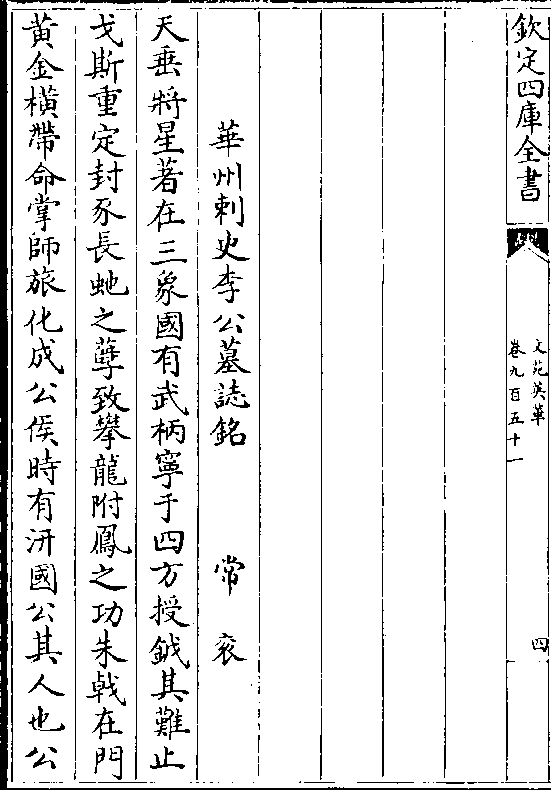 欽定四庫全書
文苑英華
卷九百五十一
四
華州刺史李公墓誌銘　常袞
天垂將星著在三象國有武柄寧于四方授鉞其難止
戈斯重定封豕長虵之孽致攀龍附鳳之功朱戟在門
黄金橫帶命掌師旅化成公侯時有汧國公其人也公